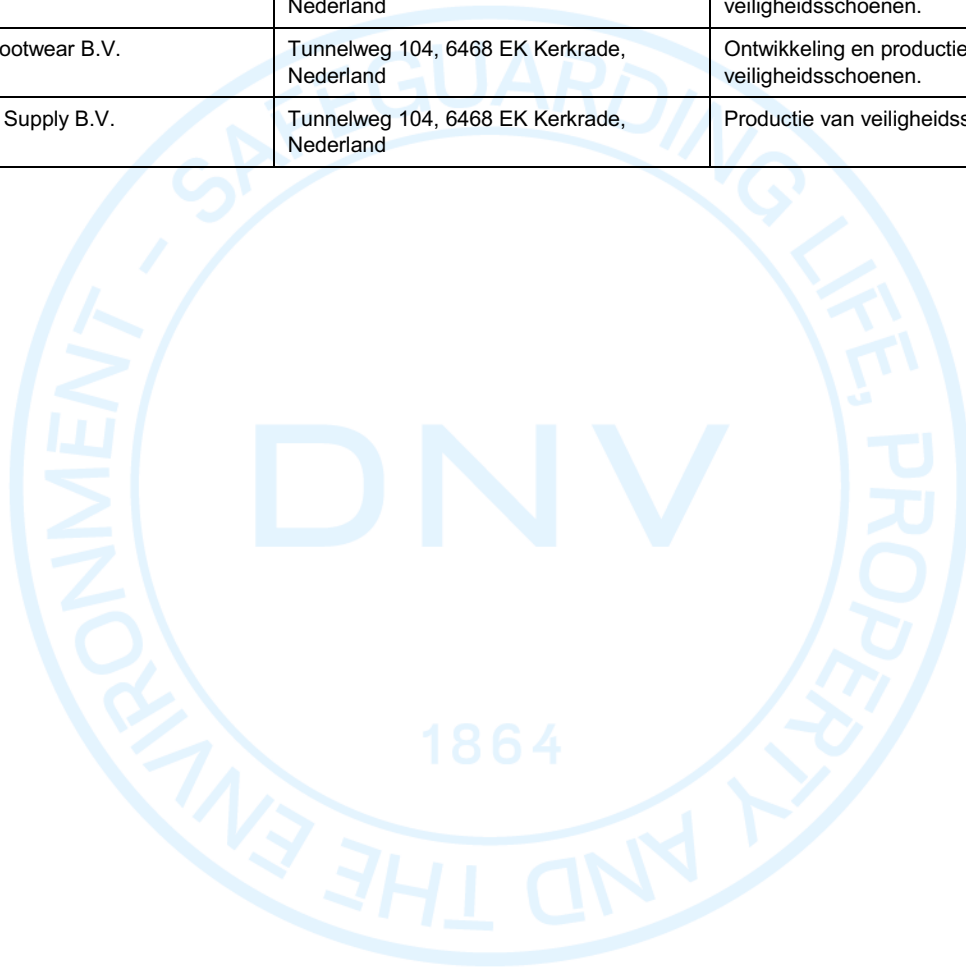 Nederland
veiligheidsschoenen.
ootwear B.V.
Tunnelweg 104, 6468 EK Kerkrade,
Nederland
Ontwikkeling en productie
veiligheidsschoenen.
Supply B.V.
Tunnelweg 104, 6468 EK Kerkrade,
Nederland
Productie van veiligheidss
SAFEGUARDING LIFE, PROPERTY AND THE ENVIRONMENT -
DNV
1864